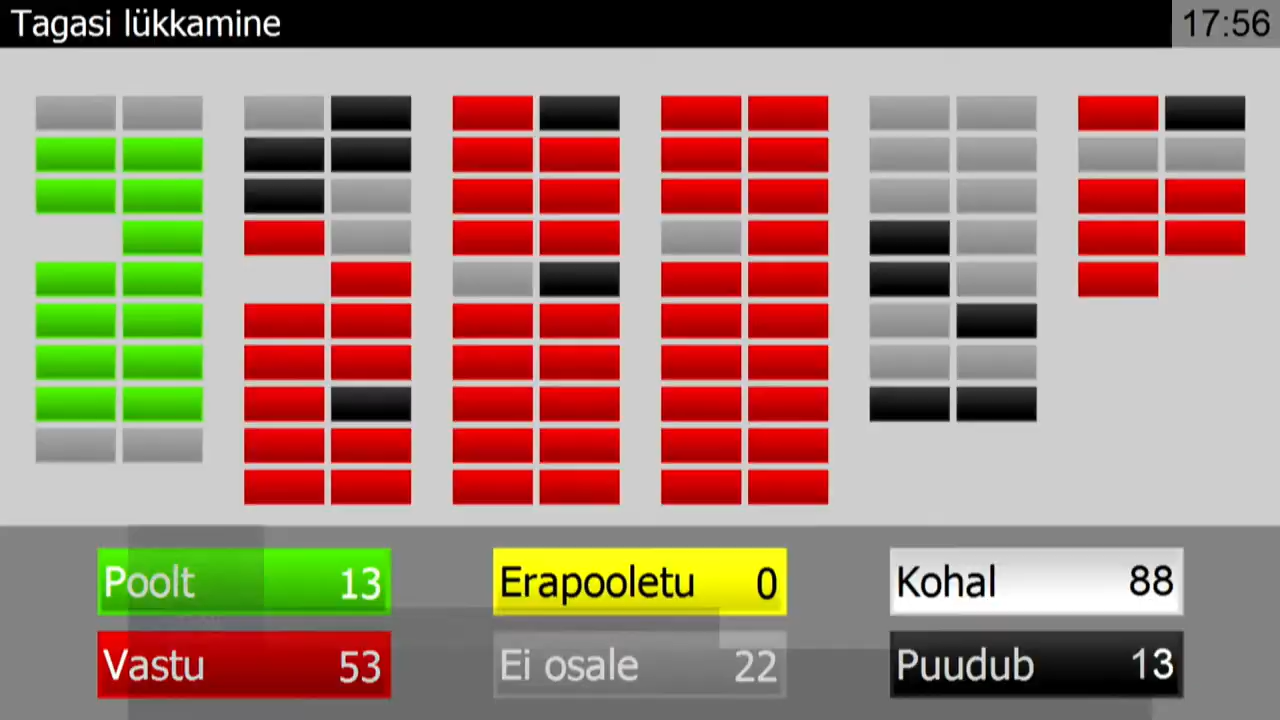 Tagasi lükkamine 17:56
Poolt 13 Erapooletu 0 Kohal 88
Vastu 53 Ei osale 22 Puudub 13